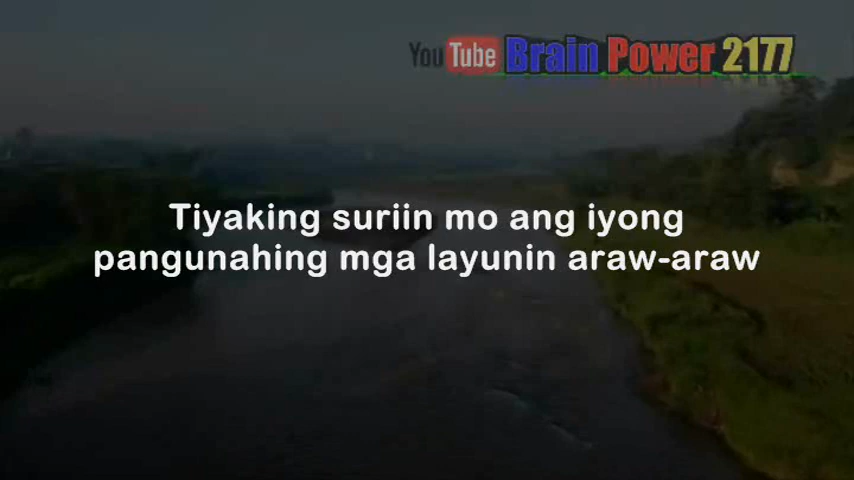 YouTube Brain Power 2177
Tiyaking suriin mo ang iyong
pangunahing mga layunin araw-araw